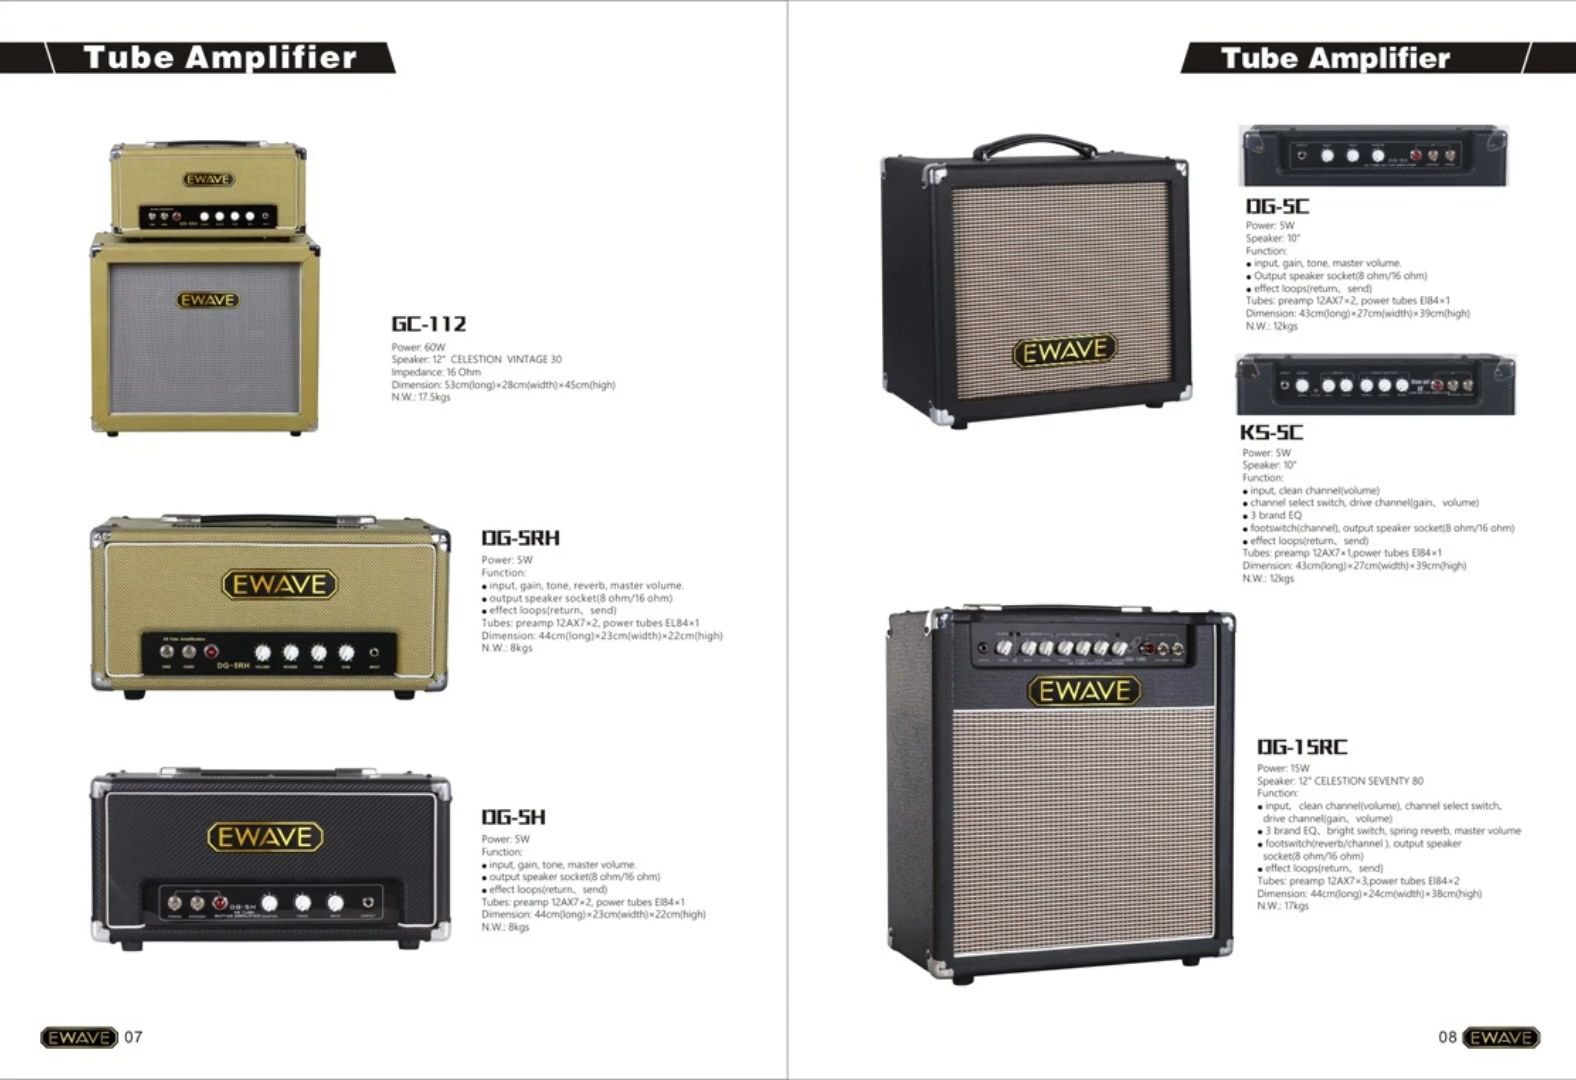 Tube Amplifier
EWAVE
EWAVE
GC-112
Power: 60W
Speaker: 12" CELESTION VINTAGE 30
Impedance: 16 Ohm
Dimension: 53cm(long)×28cm(width)×45cm(high)
N.W.: 17.5kgs
EWAVE
DG-5RH
DG-5RH
Power: 5W
Function:
● input, gain, tone, reverb, master volume.
● output speaker socket(8 ohm/16 ohm)
● effect loops(return、send)
Tubes: preamp 12AX7×2, power tubes EL84×1
Dimension: 44cm(long)×23cm(width)×22cm(high)
N.W.: 8kgs
EWAVE
DG-5H
DG-5H
Power: 5W
Function:
● input, gain, tone, master volume.
● output speaker socket(8 ohm/16 ohm)
● effect loops(return、send)
Tubes: preamp 12AX7×2, power tubes El84×1
Dimension: 44cm(long)×23cm(width)×22cm(high)
N.W.: 8kgs
EWAVE 07
Tube Amplifier
EWAVE
DG-5C
Power: 5W
Speaker: 10"
Function:
● input, gain, tone, master volume.
● Output speaker socket(8 ohm/16 ohm)
● effect loops(return、send)
Tubes: preamp 12AX7×2, power tubes El84×1
Dimension: 43cm(long)×27cm(width)×39cm(high)
N.W.: 12kgs
KS-5C
Power: 5W
Speaker: 10"
Function:
● input, clean channel(volume)
● channel select switch, drive channel(gain、volume)
● 3 brand EQ
● footswitch(channel), output speaker socket(8 ohm/16 ohm)
● effect loops(return、send)
Tubes: preamp 12AX7×1,power tubes El84×1
Dimension: 43cm(long)×27cm(width)×39cm(high)
N.W.: 12kgs
EWAVE
DG-15RC
Power: 15W
Speaker: 12" CELESTION SEVENTY 80
Function:
● input、clean channel(volume), channel select switch,
drive channel(gain、volume)
● 3 brand EQ、bright switch, spring reverb, master volume
● footswitch(reverb/channel ), output speaker
socket(8 ohm/16 ohm)
● effect loops(return、send)
Tubes: preamp 12AX7×3,power tubes El84×2
Dimension: 44cm(long)×24cm(width)×38cm(high)
N.W.: 17kgs
08 EWAVE